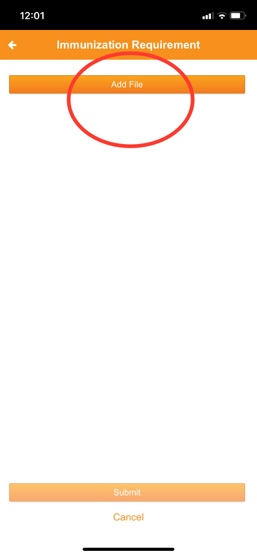 12:01
Immunization Requirement
Add File
Submit
Cancel